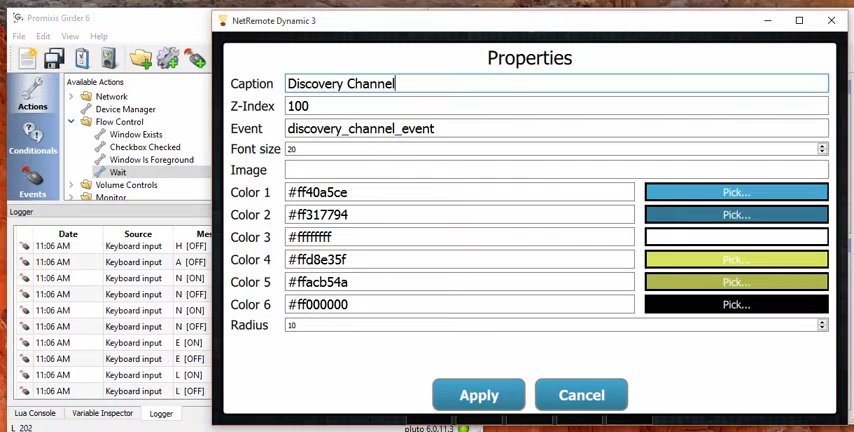 Promixis Girder 6
File Edit View Help
Actions
Conditionals
Events
Available Actions
Network
Device Manager
Flow Control
Window Exists
Checkbox Checked
Window Is Foreground
Wait
Volume Controls
Monitor
Logger
Date Source Mes
11:06 AM Keyboard input H [OFF]
11:06 AM Keyboard input A [OFF]
11:06 AM Keyboard input N [ON]
11:06 AM Keyboard input N [OFF]
11:06 AM Keyboard input N [ON]
11:06 AM Keyboard input N [OFF]
11:06 AM Keyboard input E [ON]
11:06 AM Keyboard input E [OFF]
11:06 AM Keyboard input L [ON]
11:06 AM Keyboard input L [OFF]
Lua Console Variable Inspector Logger
L 202
pluto 6.0.11.3
NetRemote Dynamic 3
Properties
Caption Discovery Channel
Z-Index 100
Event discovery_channel_event
Font size 20
Image
Color 1 #ff40a5ce Pick...
Color 2 #ff317794 Pick...
Color 3 #ffffffff
Color 4 #ffd8e35f Pick...
Color 5 #ffacb54a Pick...
Color 6 #ff000000 Pick...
Radius 10
Apply Cancel